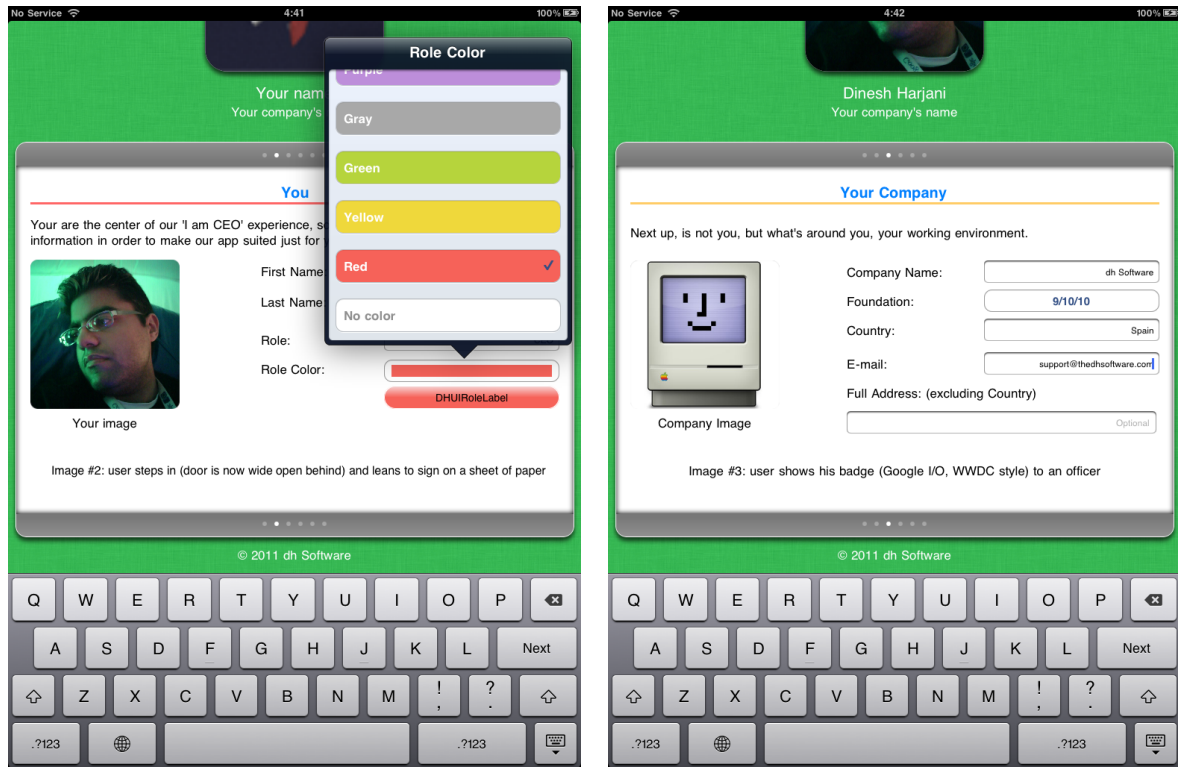 No Service 4:41 100%
Role Color
Purple
Your nam
Your company's
Gray
Green
You
Your are the center of our 'I am CEO' experience, s
Yellow
information in order to make our app suited just for
First Name
Red
Last Name
No color
Role:
Role Color:
DHUIRoleLabel
Your image
Image #2: user steps in (door is now wide open behind) and leans to sign on a sheet of paper
© 2011 dh Software
Q W E R T Y U I O P
A S D F G H J K L Next
Z X C V B N M ! , ? .
.?123 .?123
No Service 4:42 100%
Dinesh Harjani
Your company's name
Your Company
Next up, is not you, but what's around you, your working environment.
Company Name: dh Software
Foundation: 9/10/10
Country: Spain
E-mail: support@thedhsoftware.com
Full Address: (excluding Country)
Optional
Company Image
Image #3: user shows his badge (Google I/O, WWDC style) to an officer
© 2011 dh Software
Q W E R T Y U I O P
A S D F G H J K L Next
Z X C V B N M ! , ? .
.?123 .?123